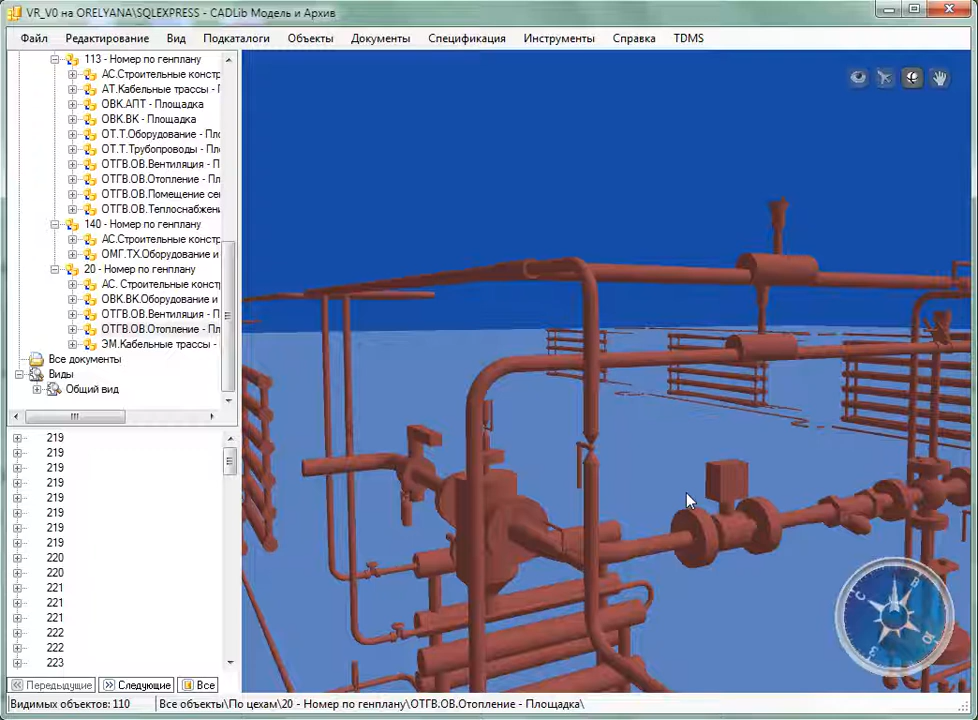 VR_V0 на ORELYANA\SQLEXPRESS - CADLib Модель и Архив
Файл Редактирование Вид Подкаталоги Объекты Документы Спецификация Инструменты Справка TDMS
113 - Номер по генплану
АС.Строительные констр
АТ.Кабельные трассы - Г
ОВК.АПТ - Площадка
ОВК.ВК - Площадка
ОТ.Т.Оборудование - Пло
ОТ.Т.Трубопроводы - Пло
ОТГВ.ОВ.Вентиляция - П
ОТГВ.ОВ.Отопление - Пл
ОТГВ.ОВ.Помещение се
ОТГВ.ОВ.Теплоснабжен
140 - Номер по генплану
АС.Строительные констр
ОМГ.ТХ.Оборудование и
20 - Номер по генплану
АС. Строительные конст
ОВК.ВК.Оборудование и
ОТГВ.ОВ.Вентиляция - П
ОТГВ.ОВ.Отопление - Пл
ЭМ.Кабельные трассы -
Все документы
Виды
Общий вид
219
219
219
219
219
219
219
219
220
220
221
221
221
222
222
223
С В Ю З
Предыдущие Следующие Все
Видимых объектов: 110 Все объекты\По цехам\20 - Номер по генплану\ОТГВ.ОВ.Отопление - Площадка\